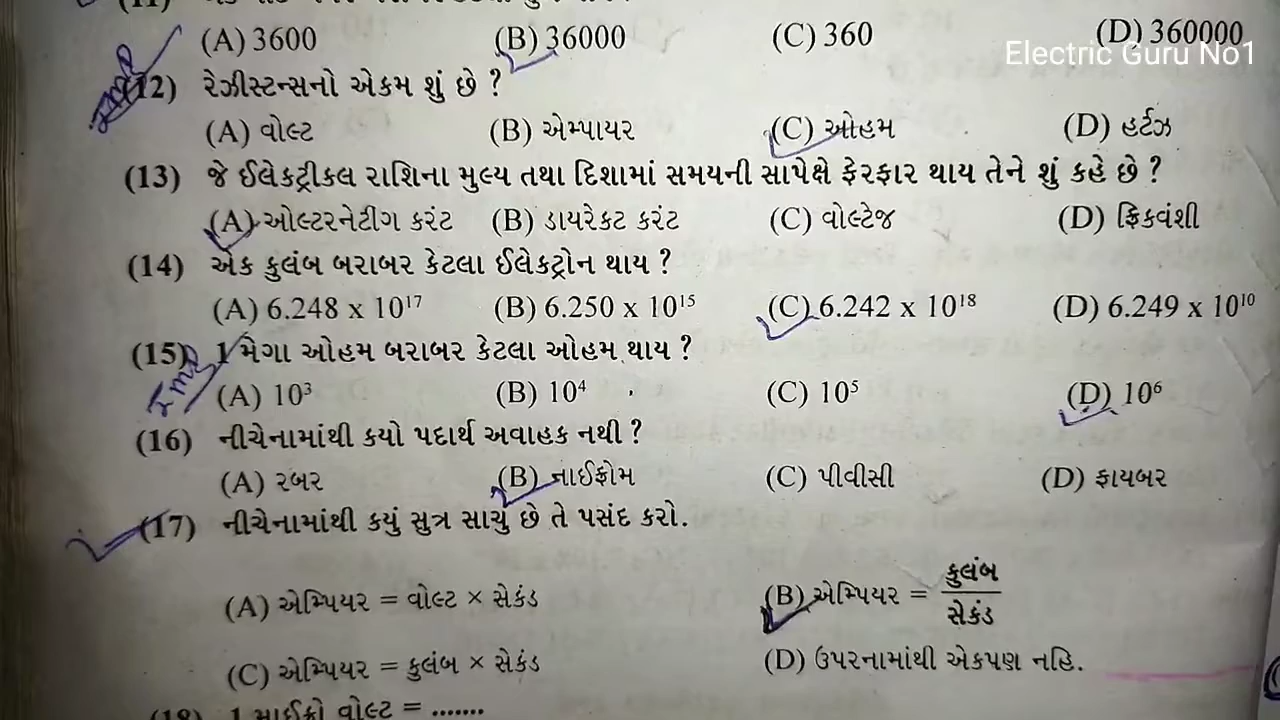 (A) 3600 (B) 36000 (C) 360 (D) 360000
Electric Guru No1
(12) રેઝીસ્ટન્સનો એકમ શું છે ?
(A) વોલ્ટ (B) એમ્પાયર (C) ઓહમ (D) હર્ટઝ
(13) જે ઈલેકટ્રીકલ રાશિના મુલ્ય તથા દિશામાં સમયની સાપેક્ષે ફેરફાર થાય તેને શું કહે છે ?
(A) ઓલ્ટરનેટીગ કરંટ (B) ડાયરેકટ કરંટ (C) વોલ્ટેજ (D) ફ્રિકવંશી
(14) એક કુલંબ બરાબર કેટલા ઈલેકટ્રોન થાય ?
(A) 6.248 x 10¹⁷ (B) 6.250 x 10¹⁵ (C) 6.242 x 10¹⁸ (D) 6.249 x 10¹⁰
(15) 1 મેગા ઓહમ બરાબર કેટલા ઓહમ થાય ?
(A) 10³ (B) 10⁴ (C) 10⁵ (D) 10⁶
(16) નીચેનામાંથી કયો પદાર્થ અવાહક નથી ?
(A) રબર (B) નાઈક્રોમ (C) પીવીસી (D) ફાયબર
(17) નીચેનામાંથી કયું સુત્ર સાચું છે તે પસંદ કરો.
(A) એમ્પિયર = વોલ્ટ × સેકંડ (B) એમ્પિયર = કુલંબ / સેકંડ
(C) એમ્પિયર = કુલંબ × સેકંડ (D) ઉપરનામાંથી એકપણ નહિ.
(18) 1 માઈક્રો વોલ્ટ = .......